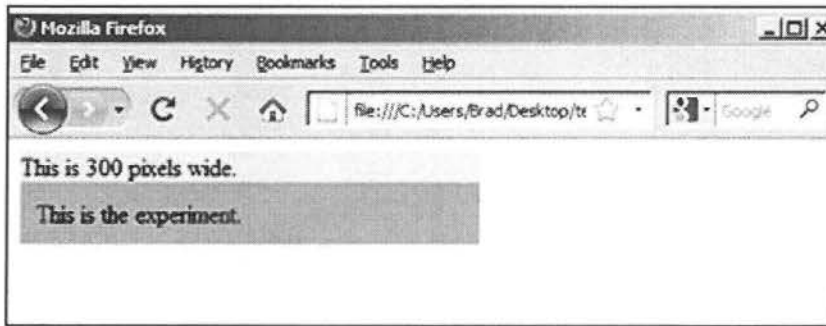 Mozilla Firefox
File Edit View History Bookmarks Tools Help
file:///C:/Users/Brad/Desktop/te Google
This is 300 pixels wide.
This is the experiment.